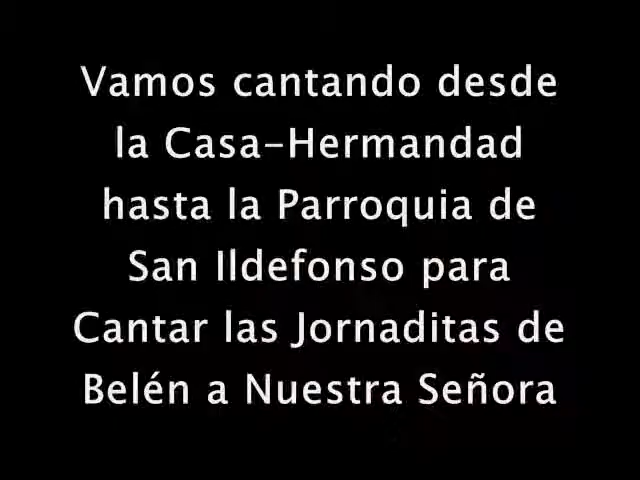 Vamos cantando desde
la Casa-Hermandad
hasta la Parroquia de
San Ildefonso para
Cantar las Jornaditas de
Belén a Nuestra Señora